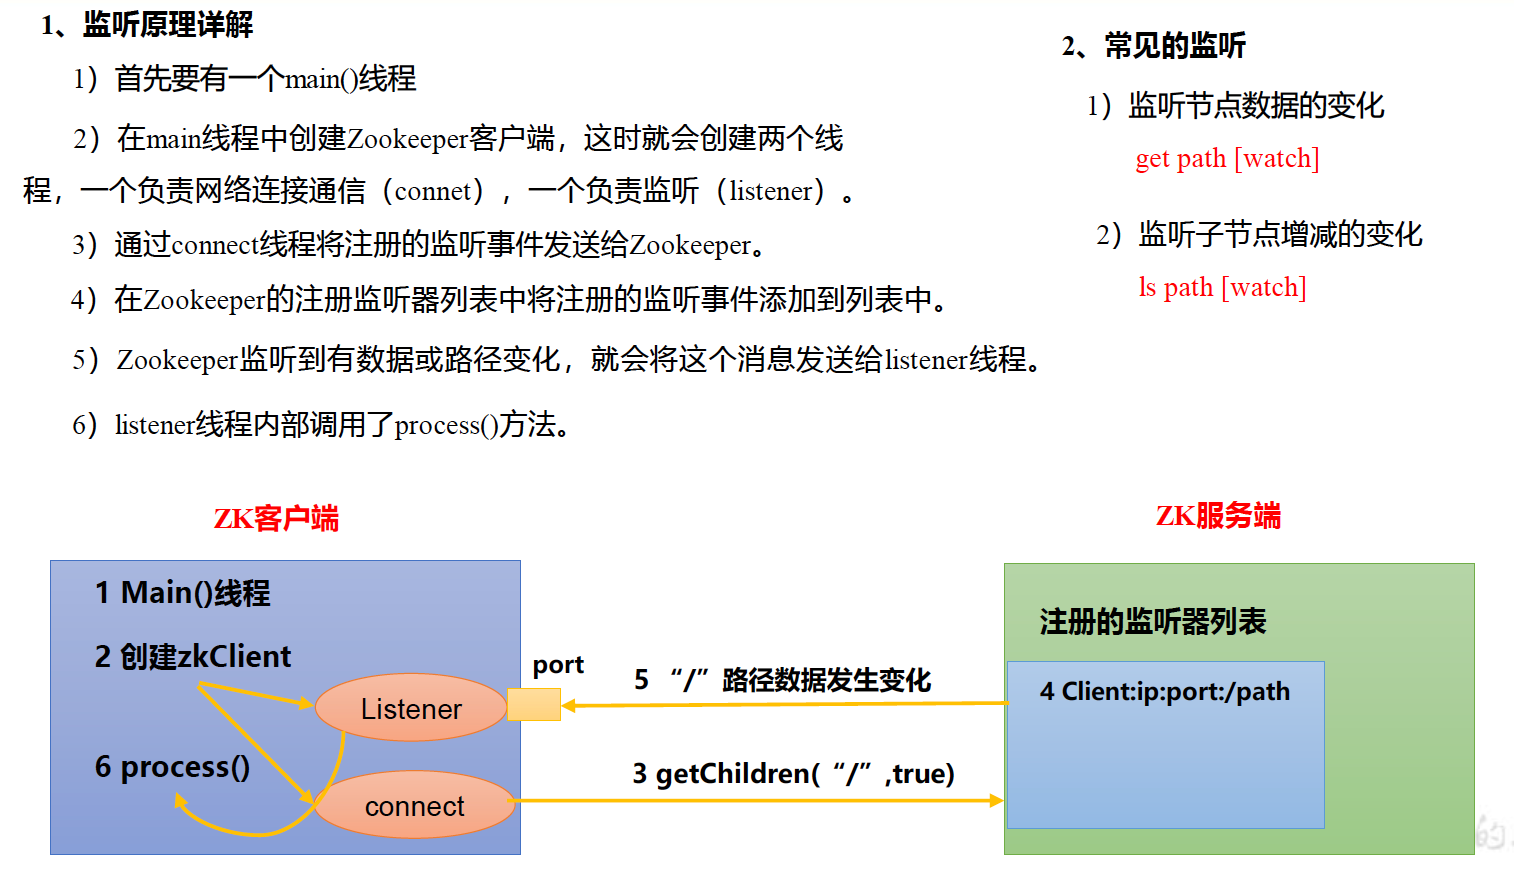 1、监听原理详解
1）首先要有一个main()线程
2）在main线程中创建Zookeeper客户端，这时就会创建两个线
程，一个负责网络连接通信（connet），一个负责监听（listener）。
3）通过connect线程将注册的监听事件发送给Zookeeper。
4）在Zookeeper的注册监听器列表中将注册的监听事件添加到列表中。
5）Zookeeper监听到有数据或路径变化，就会将这个消息发送给listener线程。
6）listener线程内部调用了process()方法。
2、常见的监听
1）监听节点数据的变化
get path [watch]
2）监听子节点增减的变化
ls path [watch]
ZK客户端
1 Main()线程
2 创建zkClient
Listener
6 process()
connect
port
5 “/”路径数据发生变化
3 getChildren(“/”,true)
ZK服务端
注册的监听器列表
4 Client:ip:port:/path
的